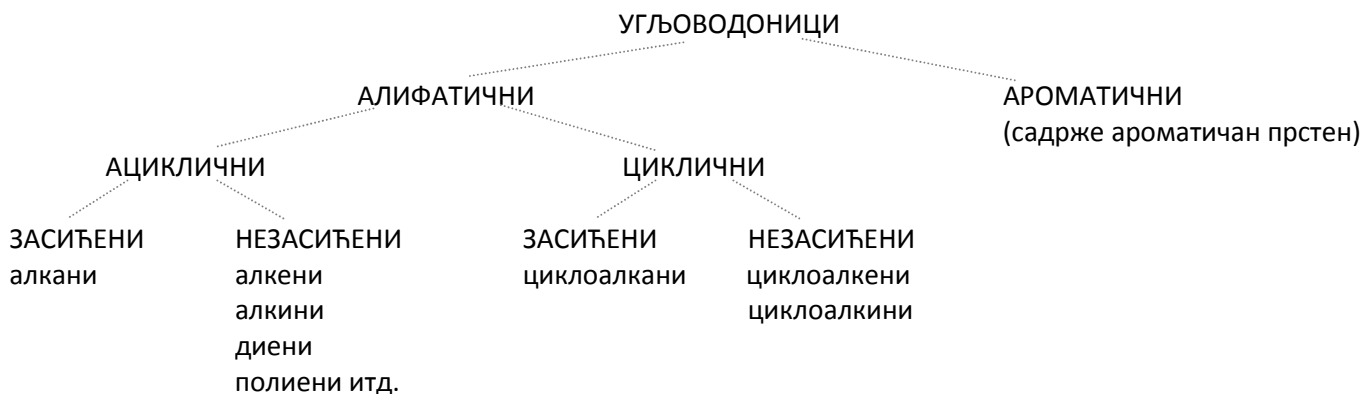 УГЉОВОДОНИЦИ
АЛИФАТИЧНИ АРОМАТИЧНИ
(садрже ароматичан прстен)
АЦИКЛИЧНИ ЦИКЛИЧНИ
ЗАСИЋЕНИ НЕЗАСИЋЕНИ ЗАСИЋЕНИ НЕЗАСИЋЕНИ
алкани алкени циклоалкани циклоалкени
алкини циклоалкини
диени
полиени итд.